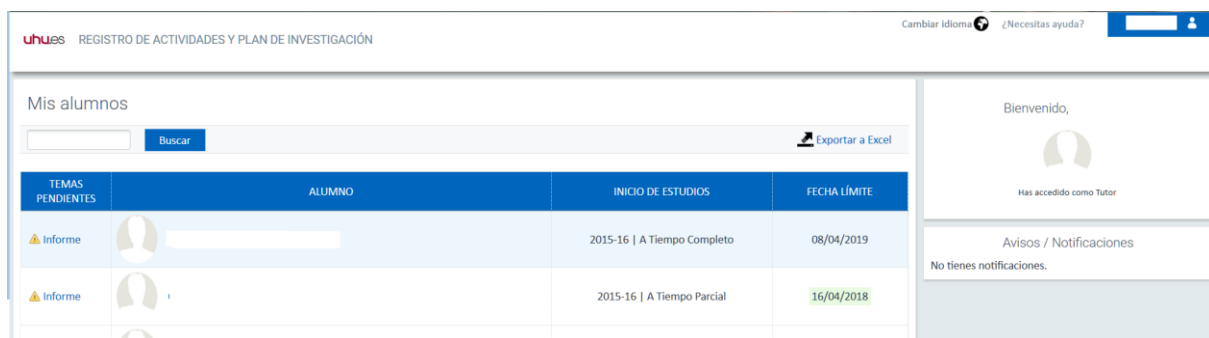 Cambiar idioma ¿Necesitas ayuda?
uhu.es REGISTRO DE ACTIVIDADES Y PLAN DE INVESTIGACIÓN
Mis alumnos
Buscar
Exportar a Excel
TEMAS PENDIENTES ALUMNO INICIO DE ESTUDIOS FECHA LÍMITE
Informe 2015-16 | A Tiempo Completo 08/04/2019
Informe 2015-16 | A Tiempo Parcial 16/04/2018
Bienvenido,
Has accedido como Tutor
Avisos / Notificaciones
No tienes notificaciones.